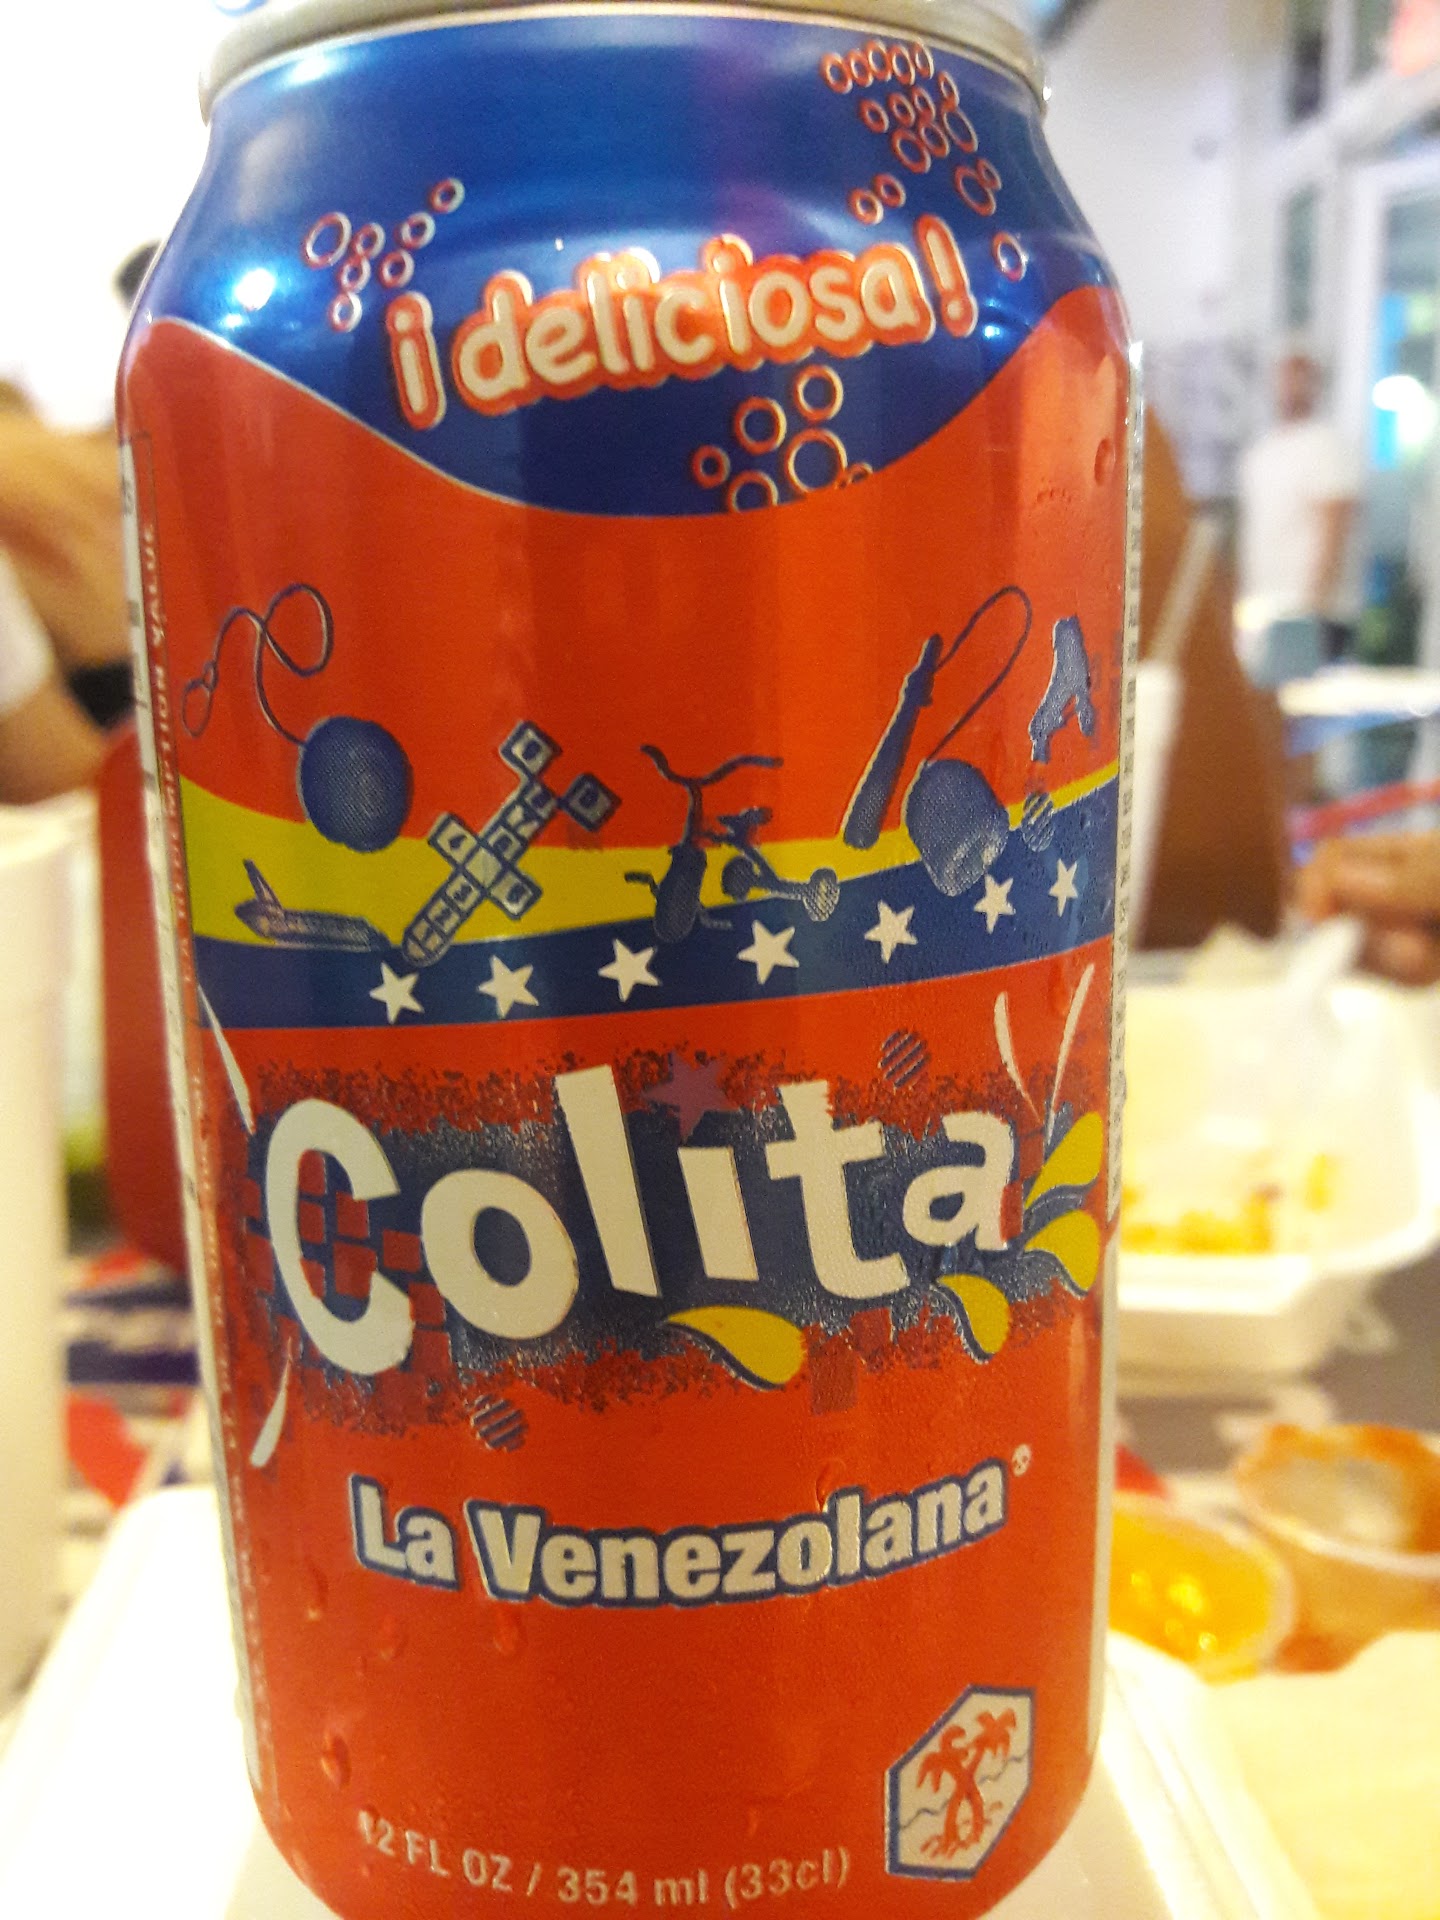 ¡deliciosa!
Colita
La Venezolana®
12 FL OZ / 354 ml (33cl)